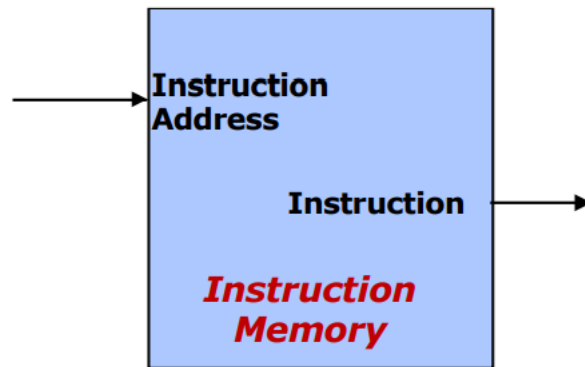 Instruction
Address
Instruction
Instruction
Memory